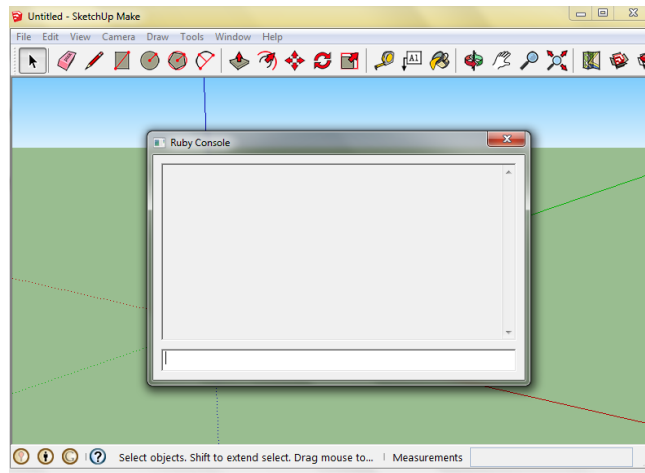 Untitled - SketchUp Make
File Edit View Camera Draw Tools Window Help
A1
Ruby Console
Select objects. Shift to extend select. Drag mouse to... Measurements